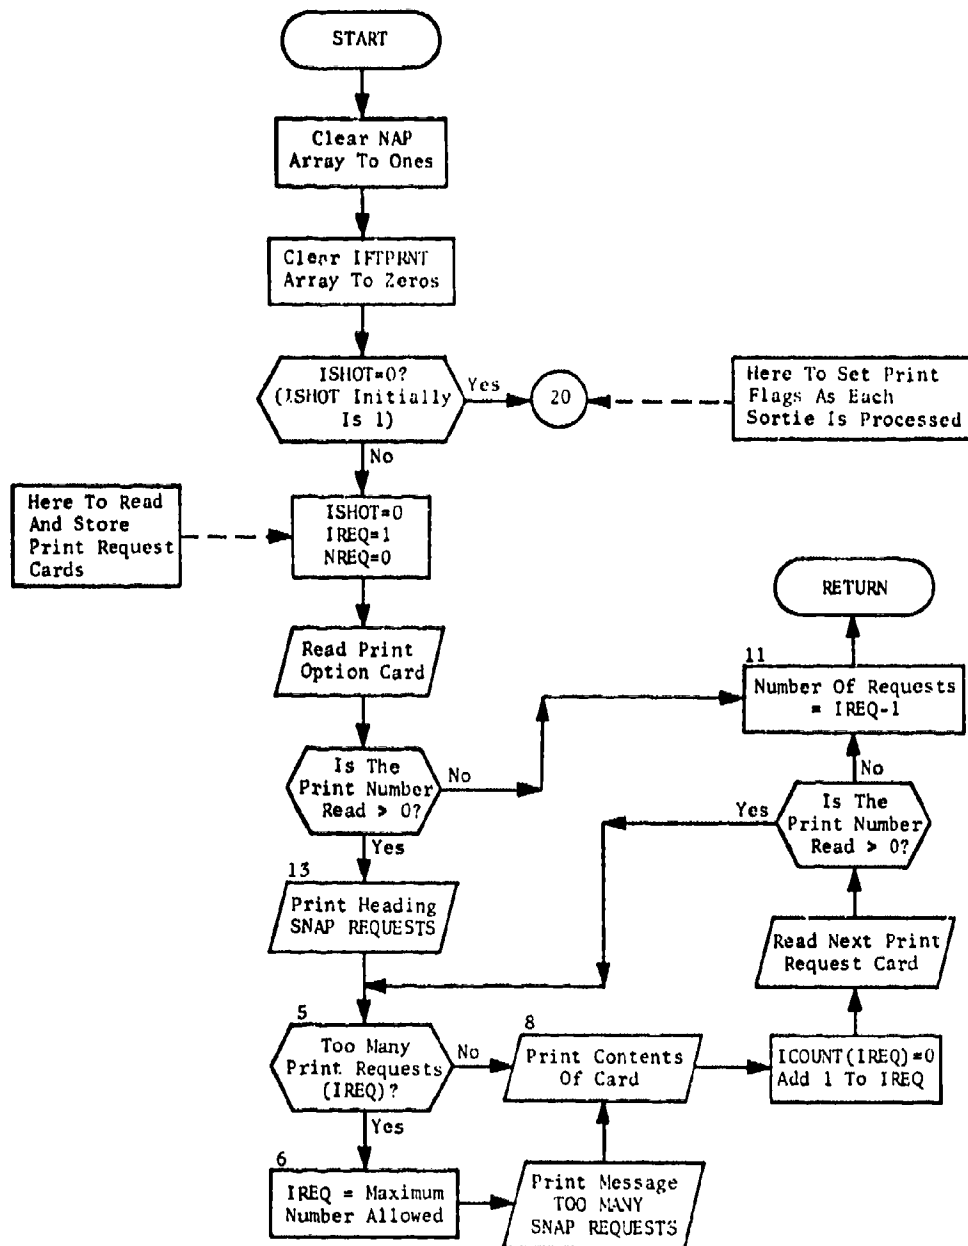 START
Clear NAP
Array To Ones
Clear IFTPRNT
Array To Zeros
ISHOT=0?
(ISHOT Initially
Is 1)
Yes
20
Here To Set Print
Flags As Each
Sortie Is Processed
No
Here To Read
And Store
Print Request
Cards
ISHOT=0
IREQ=1
NREQ=0
RETURN
Read Print
Option Card
11
Number Of Requests
= IREQ-1
Is The
Print Number
Read > 0?
No
Yes
No
Yes
Is The
Print Number
Read > 0?
13
Print Heading
SNAP REQUESTS
Read Next Print
Request Card
5
Too Many
Print Requests
(IREQ)?
No
8
Print Contents
Of Card
ICOUNT(IREQ)=0
Add 1 To IREQ
Yes
6
IREQ = Maximum
Number Allowed
Print Message
TOO MANY
SNAP REQUESTS